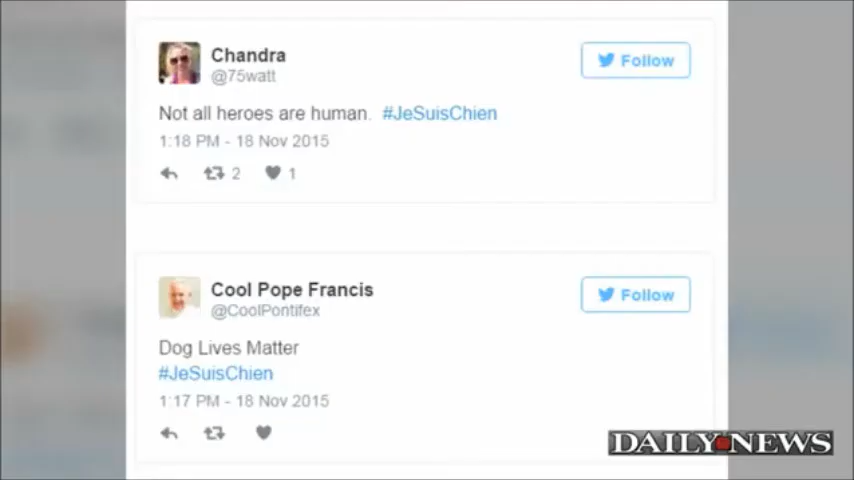 Chandra
@75watt
Follow
Not all heroes are human. #JeSuisChien
1:18 PM - 18 Nov 2015
2 1
Cool Pope Francis
@CoolPontifex
Follow
Dog Lives Matter
#JeSuisChien
1:17 PM - 18 Nov 2015
DAILY NEWS